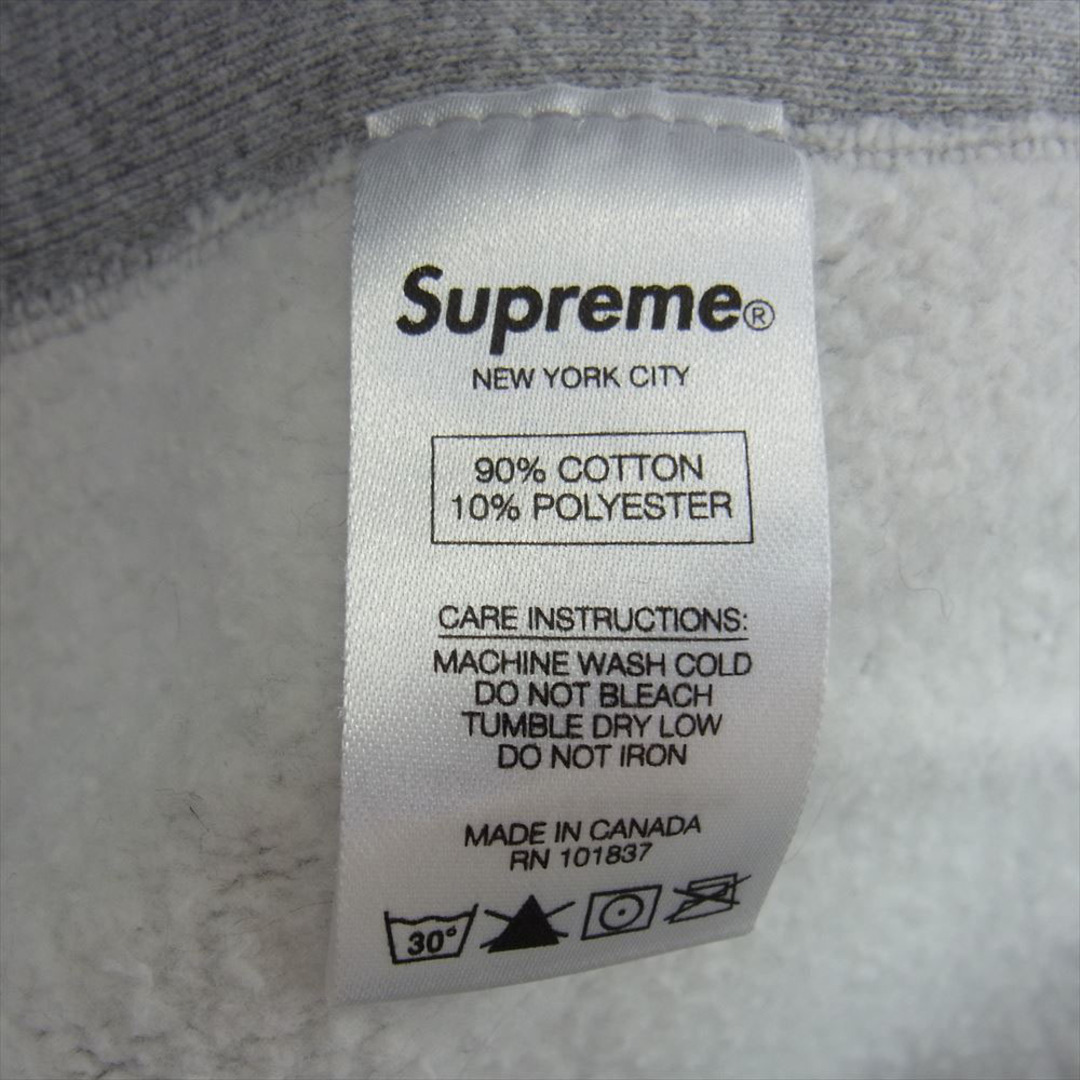 Supreme®
NEW YORK CITY
90% COTTON
10% POLYESTER
CARE INSTRUCTIONS:
MACHINE WASH COLD
DO NOT BLEACH
TUMBLE DRY LOW
DO NOT IRON
MADE IN CANADA
RN 101837
30°